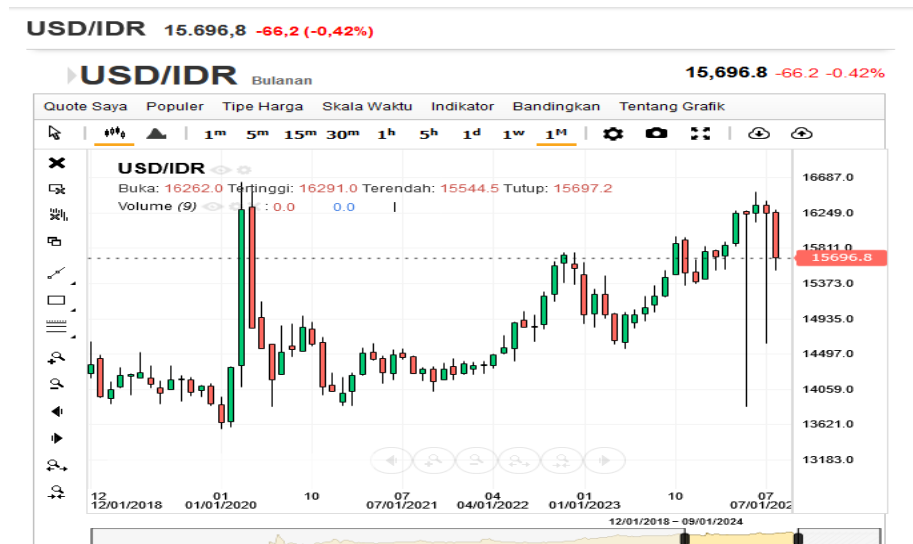 USD/IDR 15.696,8 -66,2 (-0,42%)
USD/IDR Bulanan 15,696.8 -66.2 -0.42%
Quote Saya Populer Tipe Harga Skala Waktu Indikator Bandingkan Tentang Grafik
1m 5m 15m 30m 1h 5h 1d 1w 1M
USD/IDR
Buka: 16262.0 Tertinggi: 16291.0 Terendah: 15544.5 Tutup: 15697.2
Volume (9) : 0.0 0.0
16687.0
16249.0
15811.0
15696.8
15373.0
14935.0
14497.0
14059.0
13621.0
13183.0
12 01 10 07 04 01 10 07
12/01/2018 01/01/2020 07/01/2021 04/01/2022 01/01/2023 07/01/202
12/01/2018 – 09/01/2024